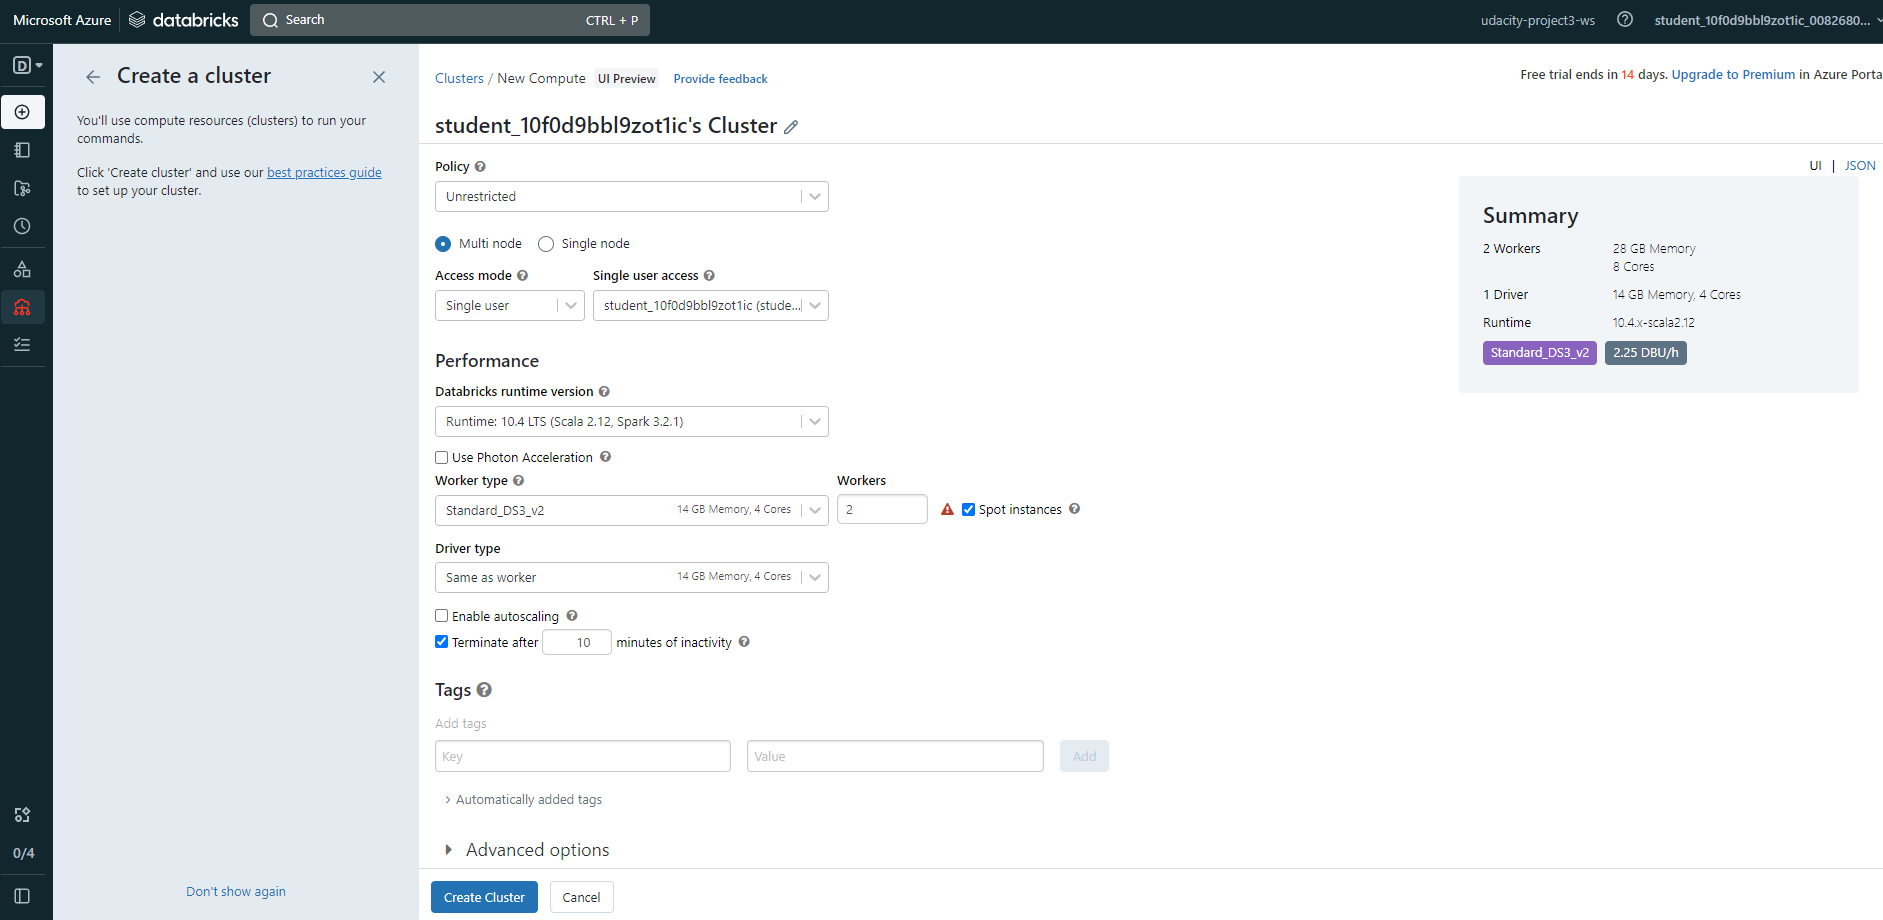 Microsoft Azure databricks Search CTRL + P udacity-project3-ws student_10f0d9bbl9zot1ic_0082680...
D
Create a cluster
You'll use compute resources (clusters) to run your
commands.
Click 'Create cluster' and use our best practices guide
to set up your cluster.
0/4
Don't show again
Clusters / New Compute UI Preview Provide feedback
Free trial ends in 14 days. Upgrade to Premium in Azure Porta
student_10f0d9bbl9zot1ic's Cluster
UI | JSON
Policy
Unrestricted
Multi node Single node
Access mode Single user access
Single user student_10f0d9bbl9zot1ic (stude...
Performance
Databricks runtime version
Runtime: 10.4 LTS (Scala 2.12, Spark 3.2.1)
Use Photon Acceleration
Worker type Workers
Standard_DS3_v2 14 GB Memory, 4 Cores 2 Spot instances
Driver type
Same as worker 14 GB Memory, 4 Cores
Enable autoscaling
Terminate after 10 minutes of inactivity
Tags
Add tags
Key Value Add
Automatically added tags
Advanced options
Create Cluster Cancel
Summary
2 Workers 28 GB Memory
8 Cores
1 Driver 14 GB Memory, 4 Cores
Runtime 10.4.x-scala2.12
Standard_DS3_v2 2.25 DBU/h